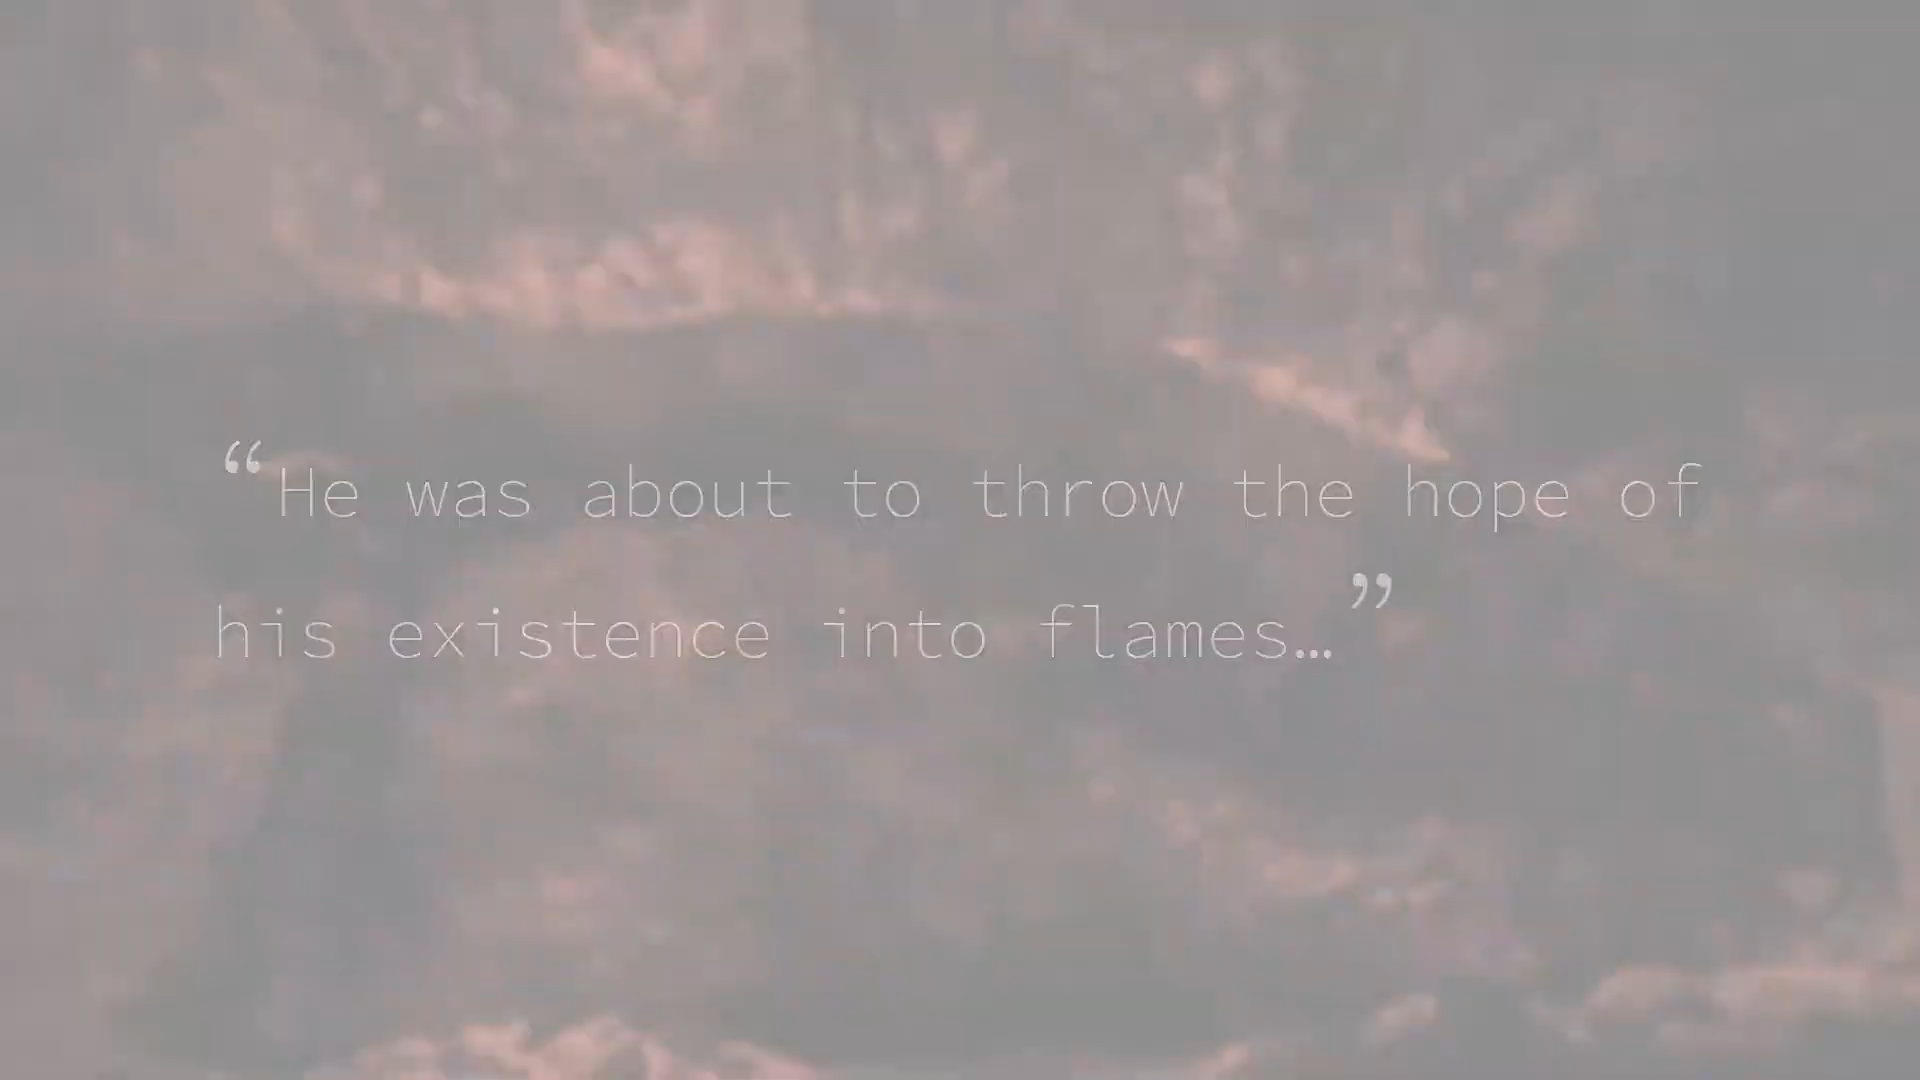 “He was about to throw the hope of
his existence into flames…”